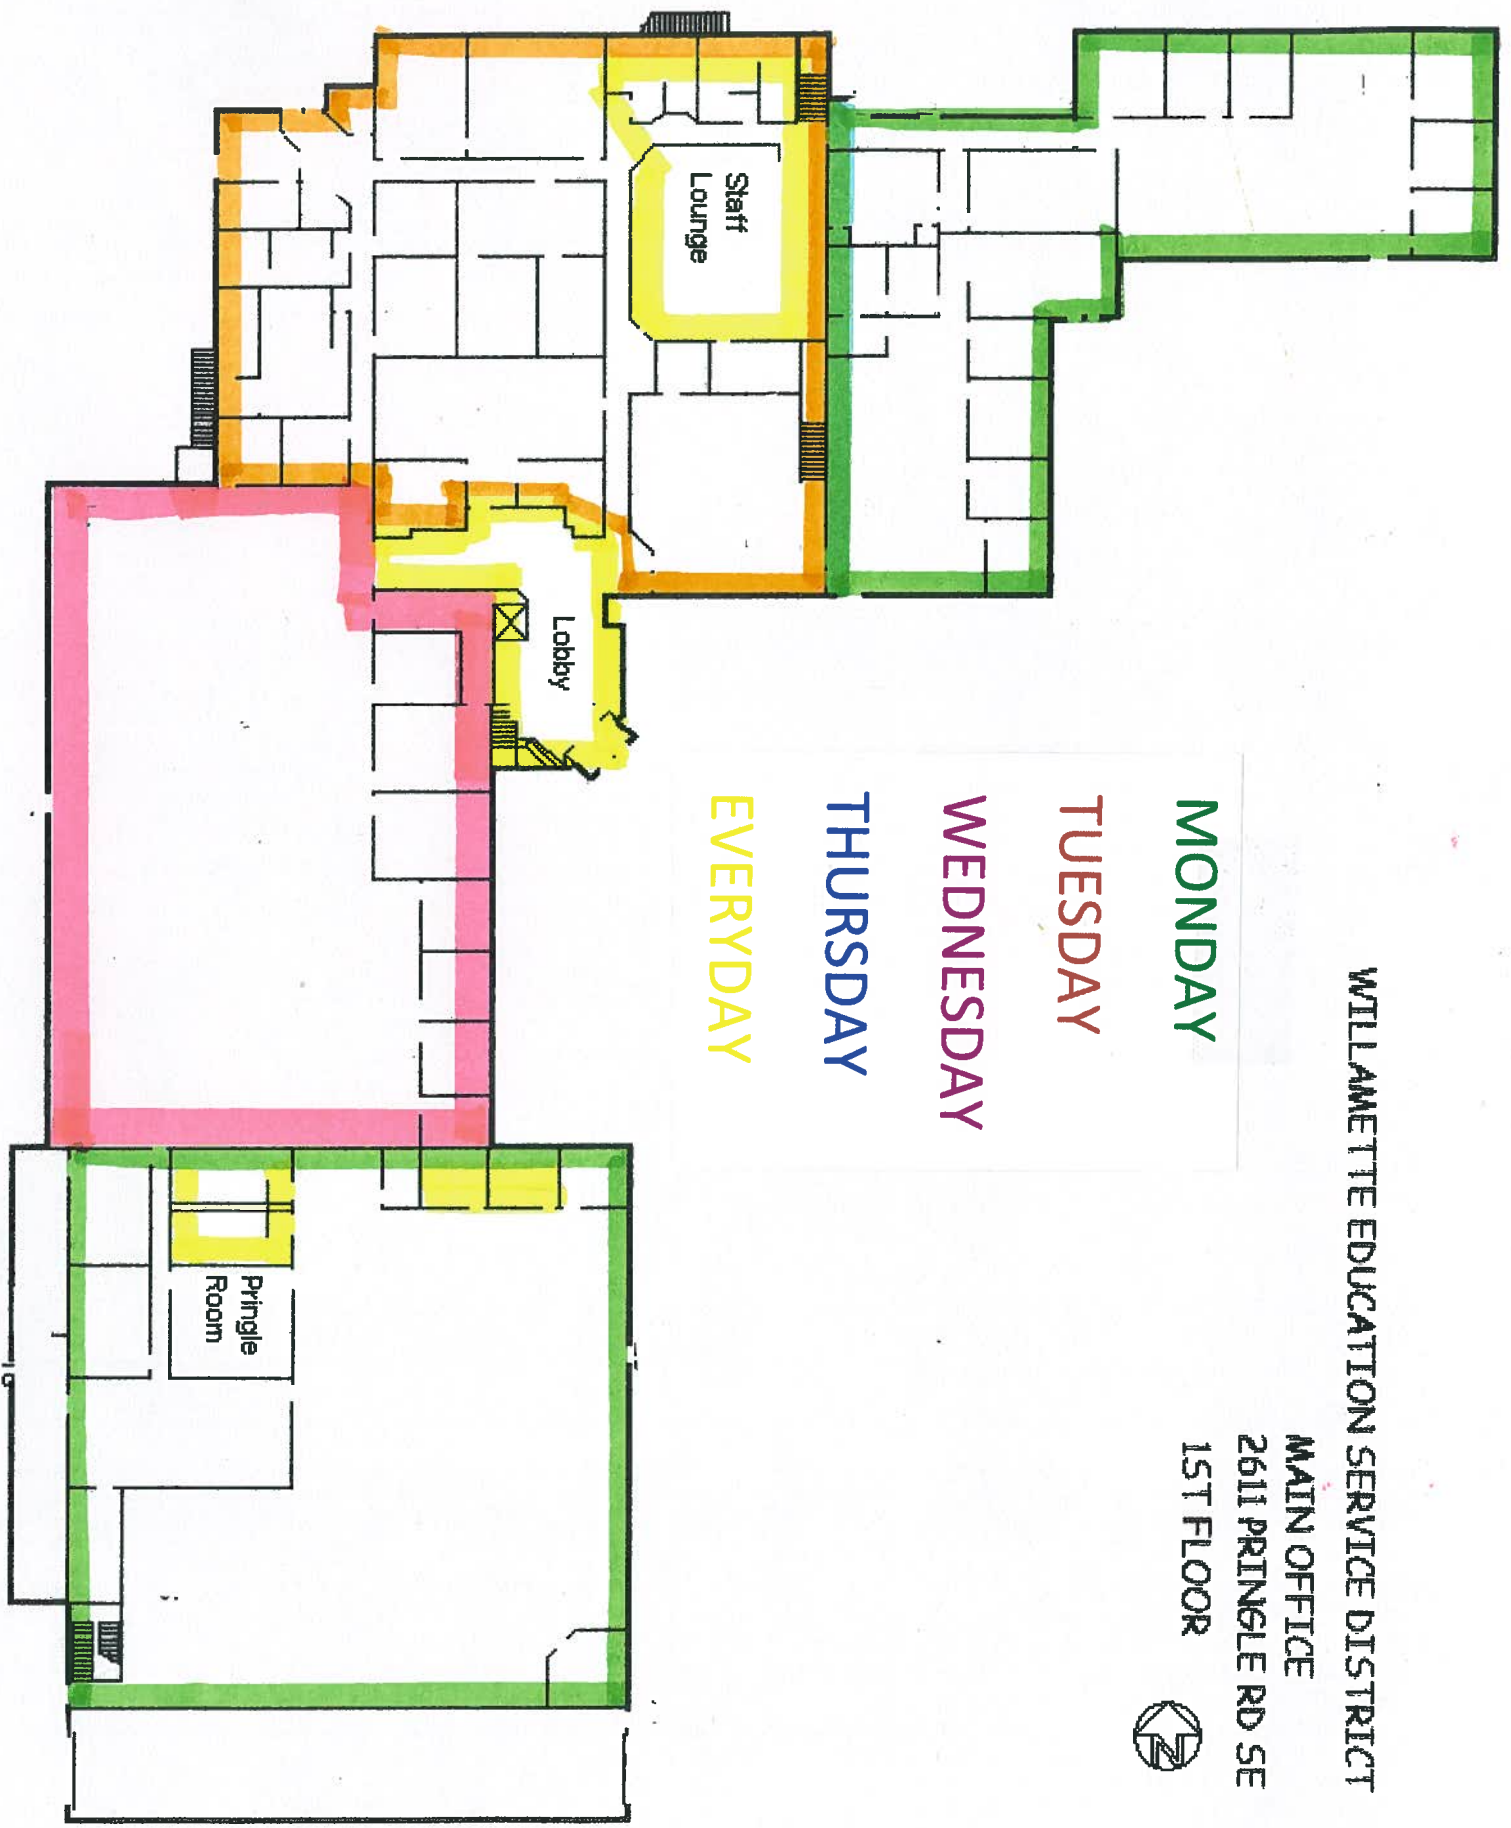 WILLAMETTE EDUCATION SERVICE DISTRICT
MAIN OFFICE
2611 PRINGLE RD SE
1ST FLOOR
N
MONDAY
TUESDAY
WEDNESDAY
THURSDAY
EVERYDAY
Staff
Lounge
Lobby
Pringle
Room